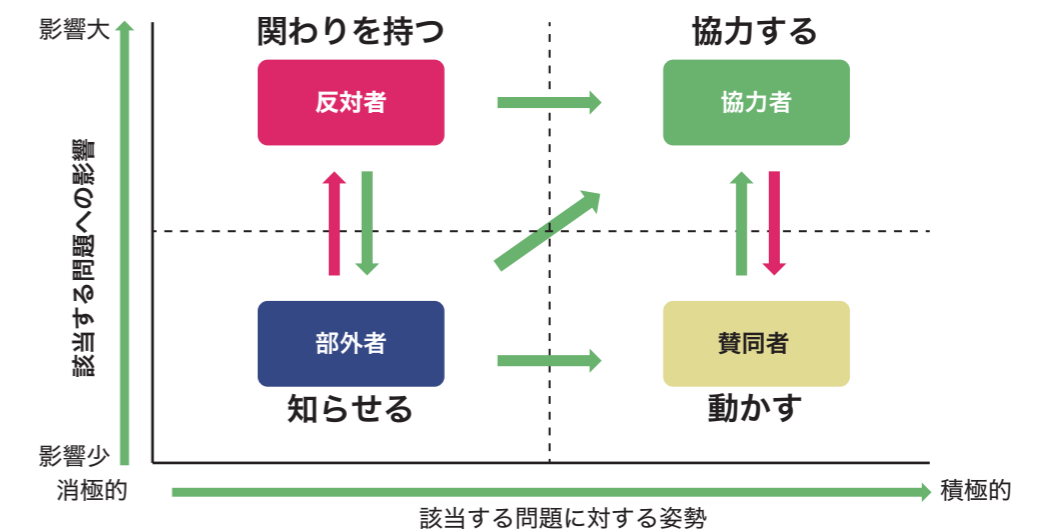 影響大
関わりを持つ
協力する
反対者
協力者
該当する問題への影響
部外者
賛同者
知らせる
動かす
影響少
消極的
積極的
該当する問題に対する姿勢